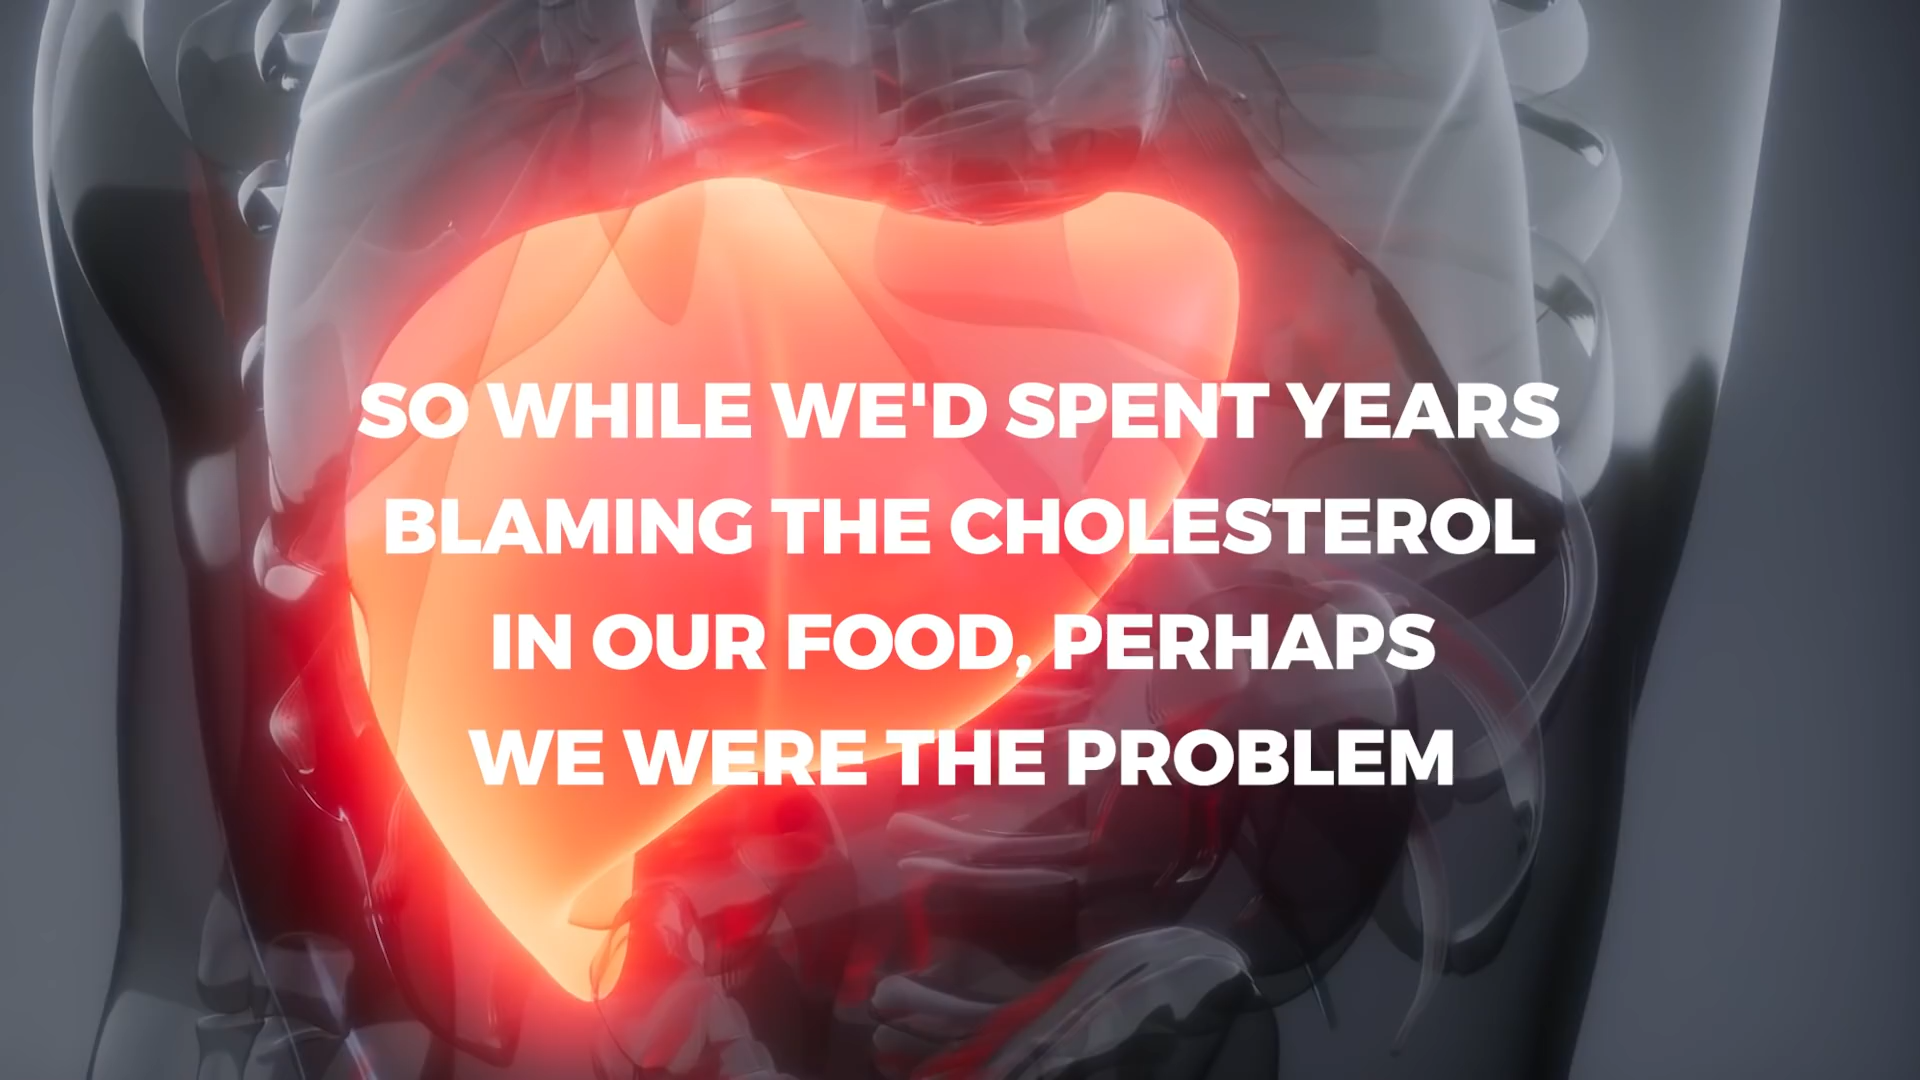 SO WHILE WE'D SPENT YEARS
BLAMING THE CHOLESTEROL
IN OUR FOOD, PERHAPS
WE WERE THE PROBLEM